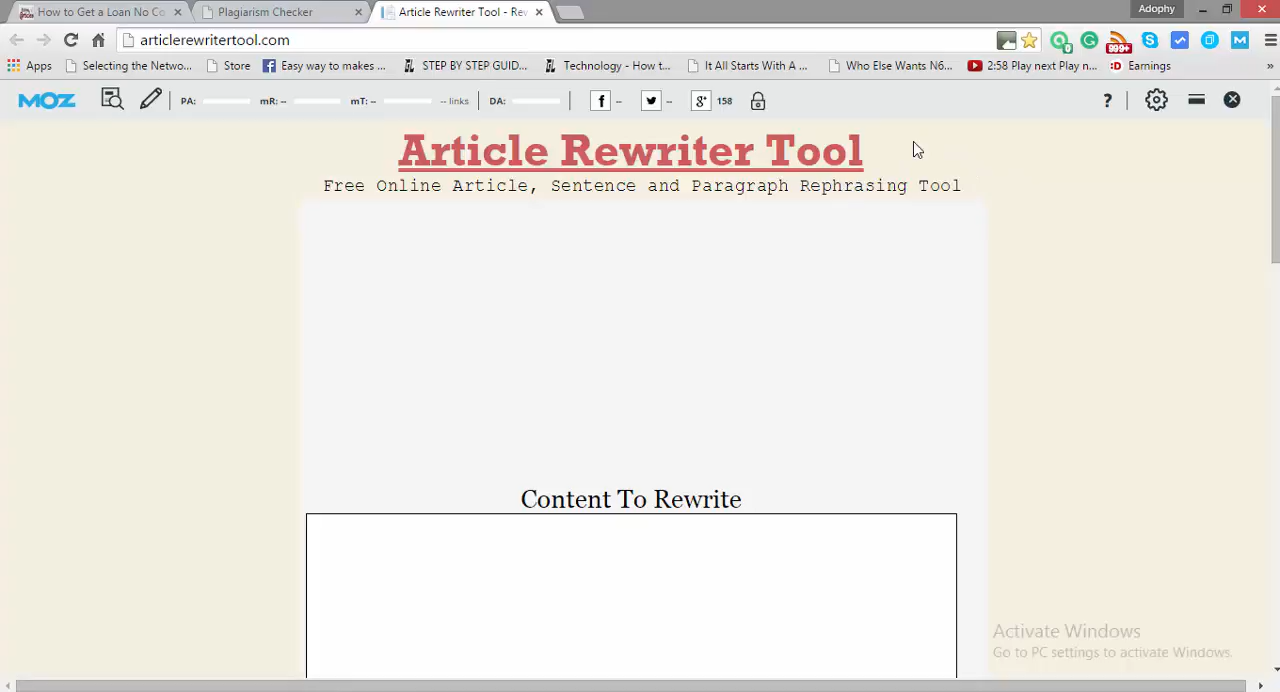 How to Get a Loan No Co
Plagiarism Checker
Article Rewriter Tool - Rev
Adophy
articlerewritertool.com
0
999+
Apps
Selecting the Netwo...
Store
Easy way to makes ...
STEP BY STEP GUID...
Technology - How t...
It All Starts With A ...
Who Else Wants N6...
2:58 Play next Play n...
:D Earnings
»
MOZ
PA:
mR: --
mT: --
-- links
DA:
--
--
158
?
Article Rewriter Tool
Free Online Article, Sentence and Paragraph Rephrasing Tool
Content To Rewrite
Activate Windows
Go to PC settings to activate Windows.